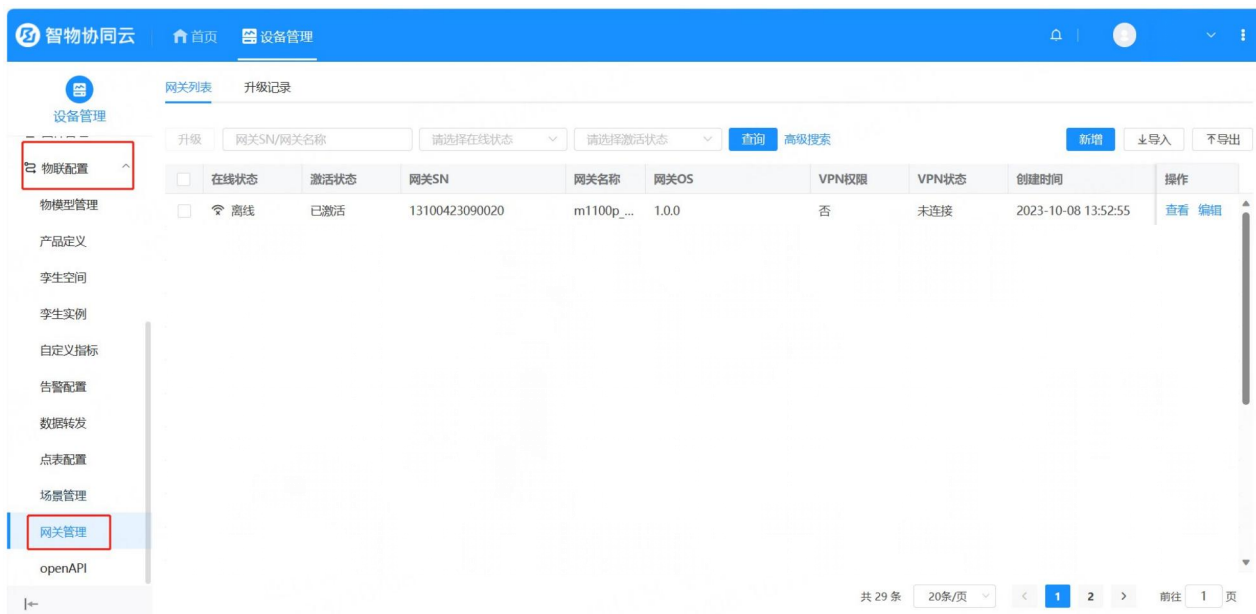 智物协同云 首页 设备管理
设备管理
物联配置
物模型管理
产品定义
孪生空间
孪生实例
自定义指标
告警配置
数据转发
点表配置
场景管理
网关管理
openAPI
网关列表 升级记录
升级 网关SN/网关名称 请选择在线状态 请选择激活状态 查询 高级搜索 新增 导入 导出
在线状态 激活状态 网关SN 网关名称 网关OS VPN权限 VPN状态 创建时间 操作
离线 已激活 13100423090020 m1100p_... 1.0.0 否 未连接 2023-10-08 13:52:55 查看 编辑
共 29 条 20条/页 < 1 2 > 前往 1 页